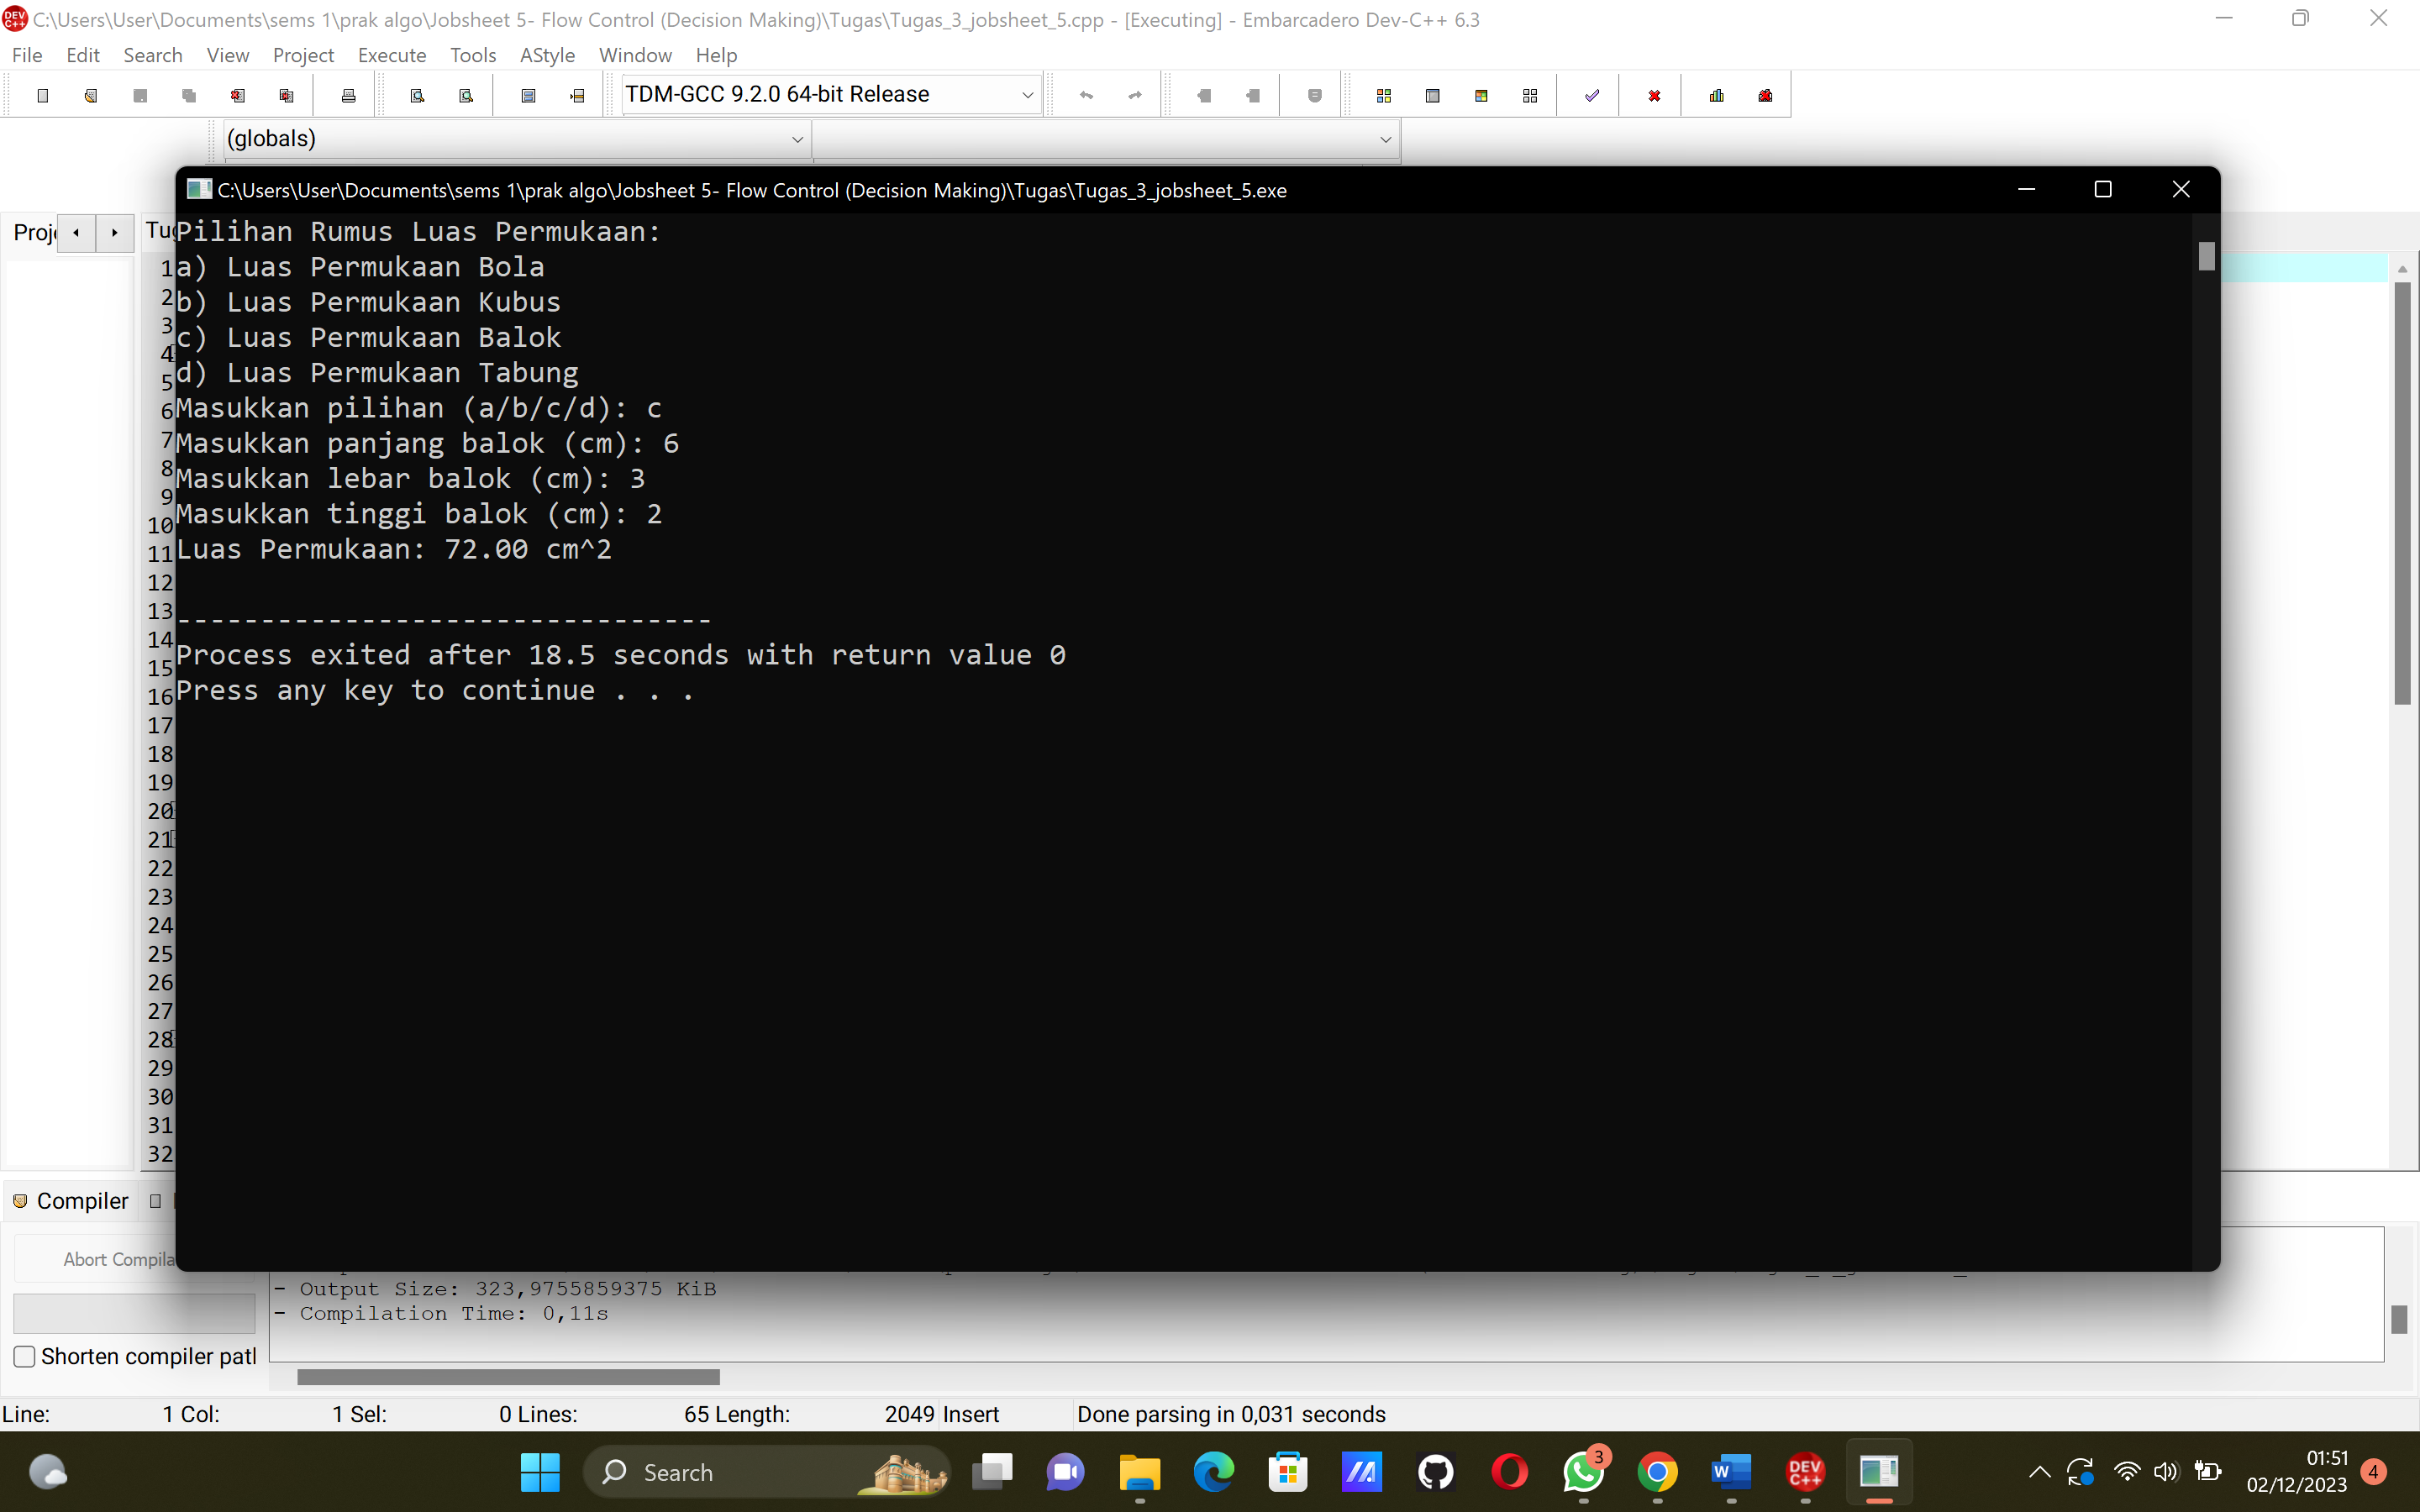 C:\Users\User\Documents\sems 1\prak algo\Jobsheet 5- Flow Control (Decision Making)\Tugas\Tugas_3_jobsheet_5.cpp - [Executing] - Embarcadero Dev-C++ 6.3
File Edit Search View Project Execute Tools AStyle Window Help
TDM-GCC 9.2.0 64-bit Release
(globals)
C:\Users\User\Documents\sems 1\prak algo\Jobsheet 5- Flow Control (Decision Making)\Tugas\Tugas_3_jobsheet_5.exe
Pilihan Rumus Luas Permukaan:
a) Luas Permukaan Bola
b) Luas Permukaan Kubus
c) Luas Permukaan Balok
d) Luas Permukaan Tabung
Masukkan pilihan (a/b/c/d): c
Masukkan panjang balok (cm): 6
Masukkan lebar balok (cm): 3
Masukkan tinggi balok (cm): 2
Luas Permukaan: 72.00 cm^2
--------------------------------
Process exited after 18.5 seconds with return value 0
Press any key to continue . . .
1
2
3
4
5
6
7
8
9
10
11
12
13
14
15
16
17
18
19
20
21
22
23
24
25
26
27
28
29
30
31
32
Compiler
Abort
- Output Size: 323,9755859375 KiB
- Compilation Time: 0,11s
Shorten compiler
Line: 1 Col: 1 Sel: 0 Lines: 65 Length: 2049 Insert Done parsing in 0,031 seconds
Search
3
DEV C++
01:51
02/12/2023
4